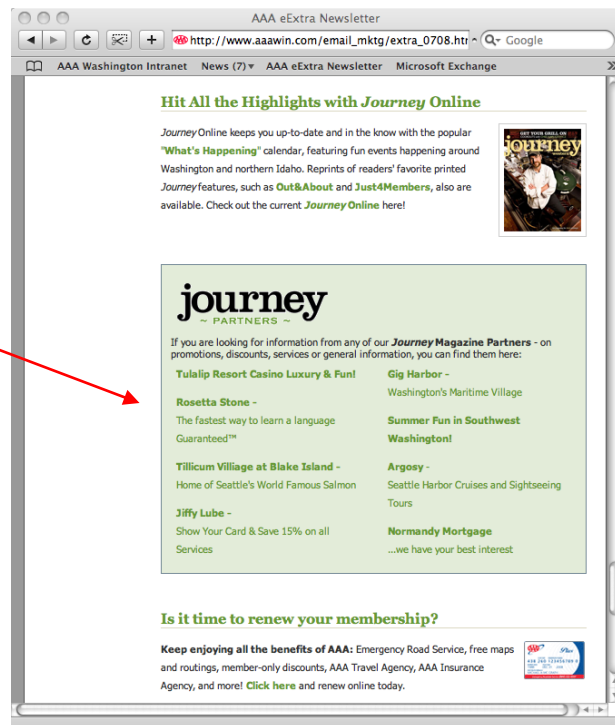 AAA eExtra Newsletter
http://www.aaawin.com/email_mktg/extra_0708.htm
Google
AAA Washington Intranet News (7) AAA eExtra Newsletter Microsoft Exchange
Hit All the Highlights with Journey Online
Journey Online keeps you up-to-date and in the know with the popular
"What's Happening" calendar, featuring fun events happening around
Washington and northern Idaho. Reprints of readers' favorite printed
Journey features, such as Out&About and Just4Members, also are
available. Check out the current Journey Online here!
GET YOUR GRILL ON
journey
journey
~ PARTNERS ~
If you are looking for information from any of our Journey Magazine Partners - on
promotions, discounts, services or general information, you can find them here:
Tulalip Resort Casino Luxury & Fun!
Rosetta Stone -
The fastest way to learn a language
Guaranteed™
Tillicum Villiage at Blake Island -
Home of Seattle's World Famous Salmon
Jiffy Lube -
Show Your Card & Save 15% on all
Services
Gig Harbor -
Washington's Maritime Village
Summer Fun in Southwest
Washington!
Argosy -
Seattle Harbor Cruises and Sightseeing
Tours
Normandy Mortgage
...we have your best interest
Is it time to renew your membership?
Keep enjoying all the benefits of AAA: Emergency Road Service, free maps
and routings, member-only discounts, AAA Travel
Agency, AAA Insurance
Agency, and more! Click here and renew online today.
Plus